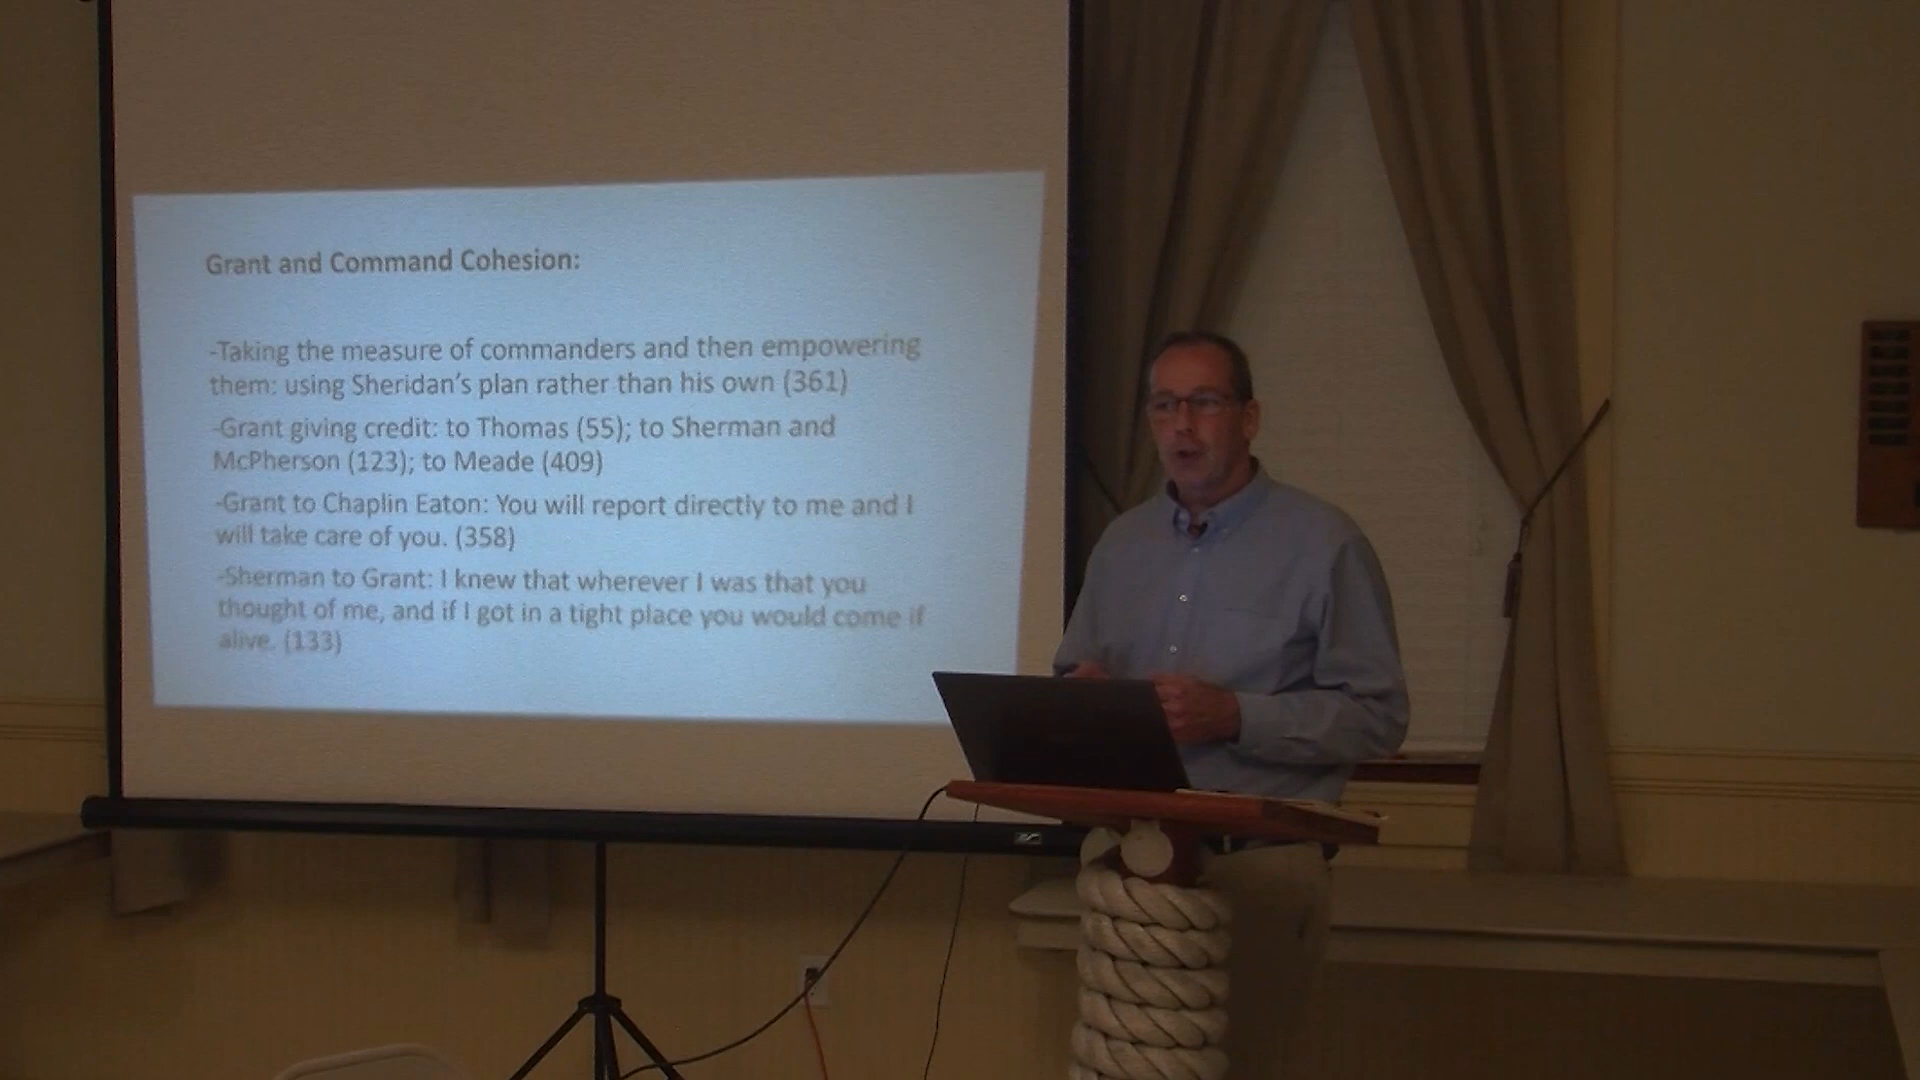 Grant and Command Cohesion:
-Taking the measure of commanders and then empowering
them: using Sheridan's plan rather than his own (361)
-Grant giving credit: to Thomas (55); to Sherman and
McPherson (123); to Meade (409)
-Grant to Chaplin Eaton: You will report directly to me and I
will take care of you. (358)
-Sherman to Grant: I knew that wherever I was that you
thought of me, and if I got in a tight place you would come if
alive. (133)